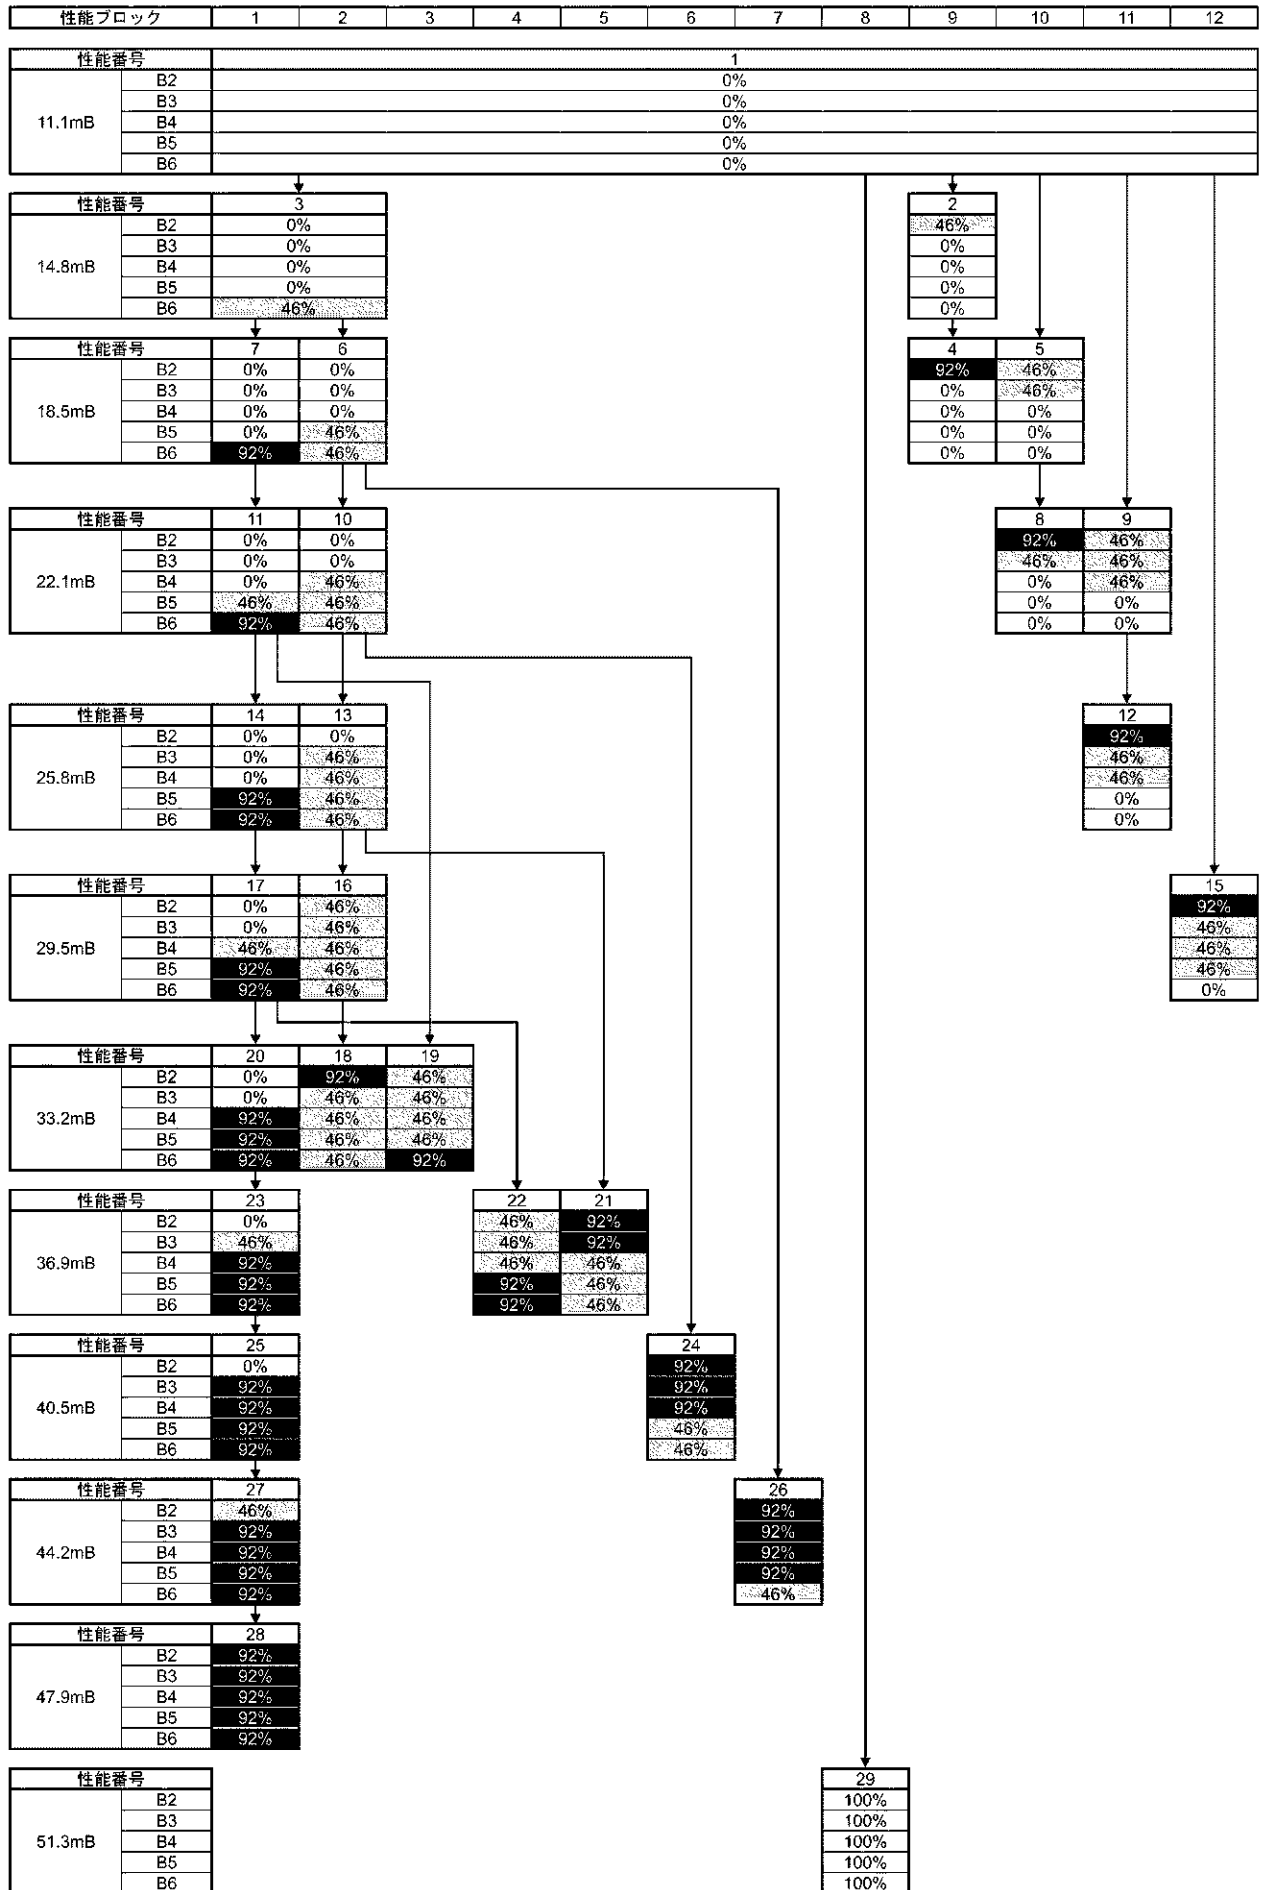 性能ブロック 1 2 3 4 5 6 7 8 9 10 11 12
性能番号 1
B2 0%
B3 0%
11.1mB B4 0%
B5 0%
B6 0%
性能番号 3 2
B2 0% 46%
B3 0% 0%
14.8mB B4 0% 0%
B5 0% 0%
B6 46% 0%
性能番号 7 6 4 5
B2 0% 0% 92% 46%
B3 0% 0% 0% 46%
18.5mB B4 0% 0% 0% 0%
B5 0% 46% 0% 0%
B6 92% 46% 0% 0%
性能番号 11 10 8 9
B2 0% 0% 92% 46%
B3 0% 0% 46% 46%
22.1mB B4 0% 46% 0% 46%
B5 46% 46% 0% 0%
B6 92% 46% 0% 0%
性能番号 14 13 12
B2 0% 0% 92%
B3 0% 46% 46%
25.8mB B4 0% 46% 46%
B5 92% 46% 0%
B6 92% 46% 0%
性能番号 17 16 15
B2 0% 46% 92%
B3 0% 46% 46%
29.5mB B4 46% 46% 46%
B5 92% 46% 46%
B6 92% 46% 0%
性能番号 20 18 19
B2 0% 92% 46%
B3 0% 46% 46%
33.2mB B4 92% 46% 46%
B5 92% 46% 46%
B6 92% 46% 92%
性能番号 23 22 21
B2 0% 46% 92%
B3 46% 46% 92%
36.9mB B4 92% 46% 46%
B5 92% 92% 46%
B6 92% 92% 46%
性能番号 25 24
B2 0% 92%
B3 92% 92%
40.5mB B4 92% 92%
B5 92% 46%
B6 92% 46%
性能番号 27 26
B2 46% 92%
B3 92% 92%
44.2mB B4 92% 92%
B5 92% 92%
B6 92% 46%
性能番号 28
B2 92%
B3 92%
47.9mB B4 92%
B5 92%
B6 92%
性能番号 29
B2 100%
B3 100%
51.3mB B4 100%
B5 100%
B6 100%